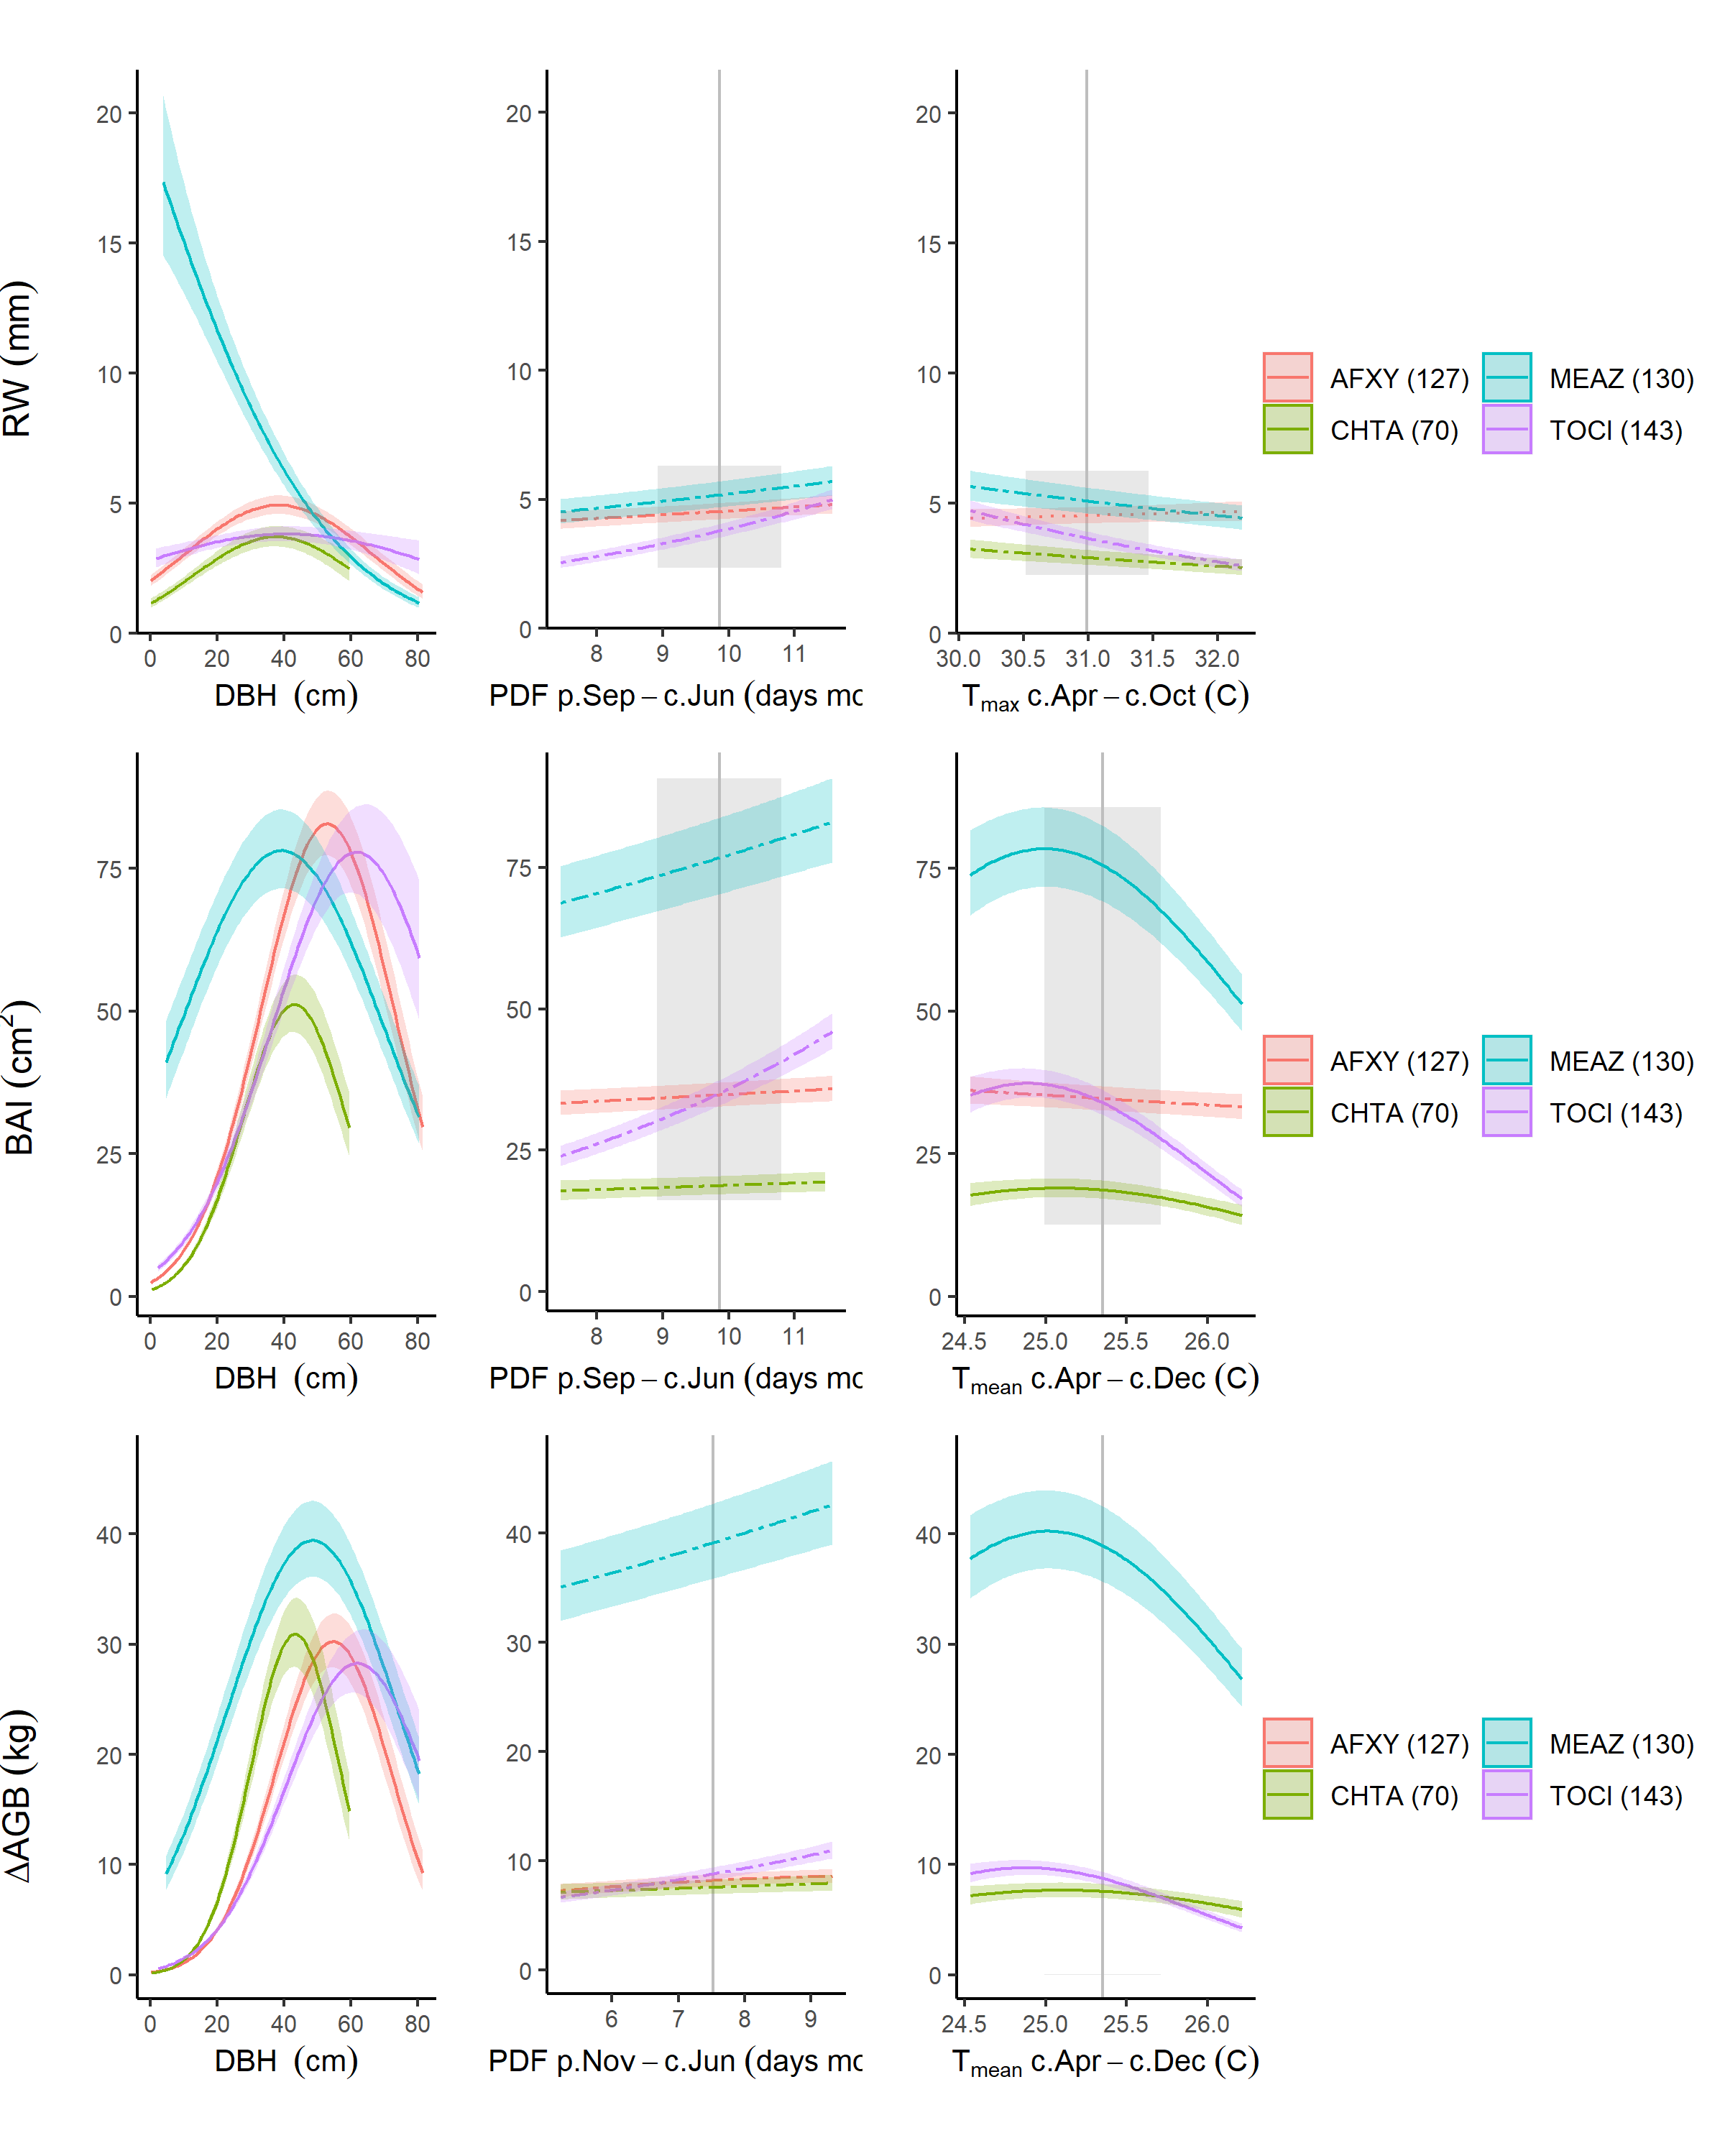 RW (mm)
20
15
10
5
0
0 20 40 60 80
DBH (cm)
20
15
10
5
0
8 9 10 11
PDF p.Sep – c.Jun (days mo
20
15
10
5
0
30.0 30.5 31.0 31.5 32.0
Tmax c.Apr – c.Oct (C)
AFXY (127) MEAZ (130)
CHTA (70) TOCI (143)
BAI (cm²)
75
50
25
0
0 20 40 60 80
DBH (cm)
75
50
25
0
8 9 10 11
PDF p.Sep – c.Jun (days mo
75
50
25
0
24.5 25.0 25.5 26.0
Tmean c.Apr – c.Dec (C)
AFXY (127) MEAZ (130)
CHTA (70) TOCI (143)
ΔAGB (kg)
40
30
20
10
0
0 20 40 60 80
DBH (cm)
40
30
20
10
0
6 7 8 9
PDF p.Nov – c.Jun (days mo
40
30
20
10
0
24.5 25.0 25.5 26.0
Tmean c.Apr – c.Dec (C)
AFXY (127) MEAZ (130)
CHTA (70) TOCI (143)